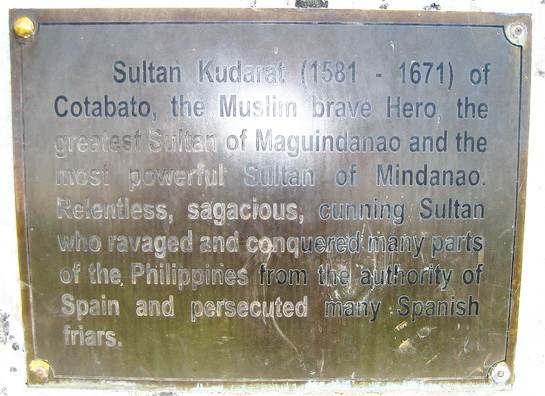 Sultan Kudarat (1581 - 1671) of
Cotabato, the Muslim brave Hero, the
greatest Sultan of Maguindanao and the
most powerful Sultan of Mindanao.
Relentless, sagacious, cunning Sultan
who ravaged and conquered many parts
of the Philippines from the authority of
Spain and persecuted many Spanish
friars.